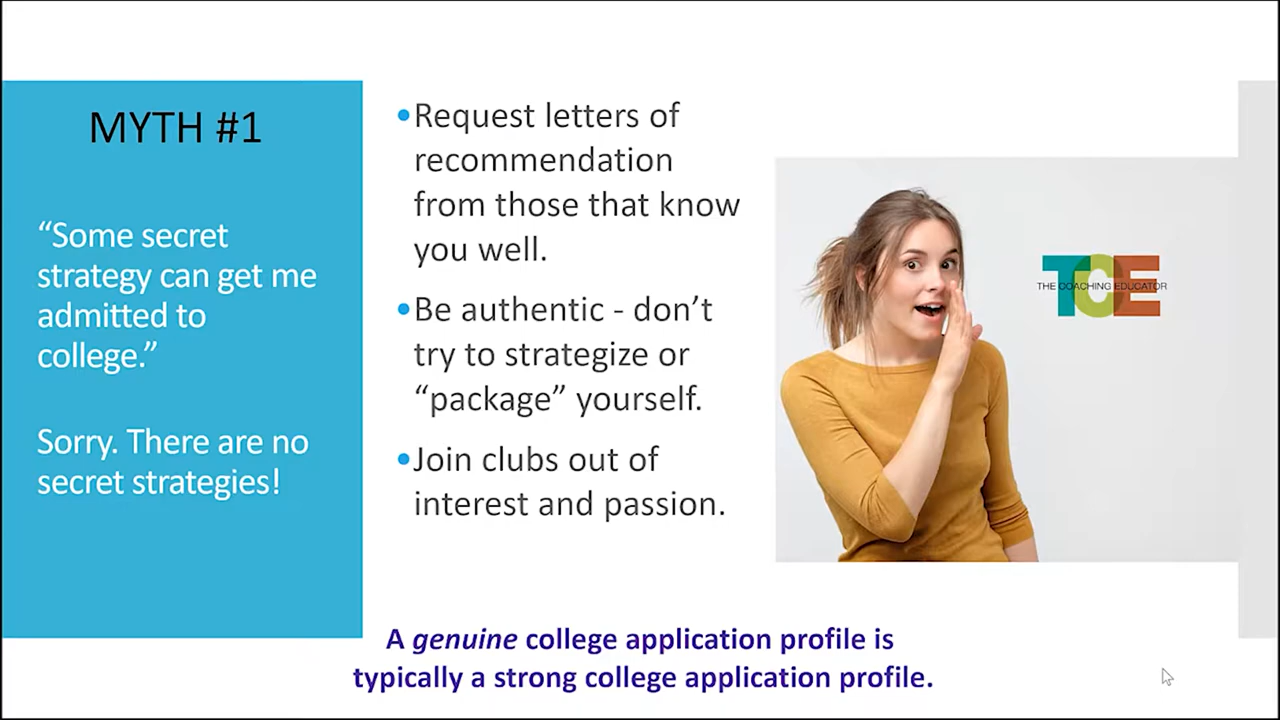 MYTH #1
“Some secret
strategy can get me
admitted to
college.”
Sorry. There are no
secret strategies!
•Request letters of
recommendation
from those that know
you well.
•Be authentic - don’t
try to strategize or
“package” yourself.
•Join clubs out of
interest and passion.
TCE
THE COACHING EDUCATOR
A genuine college application profile is
typically a strong college application profile.